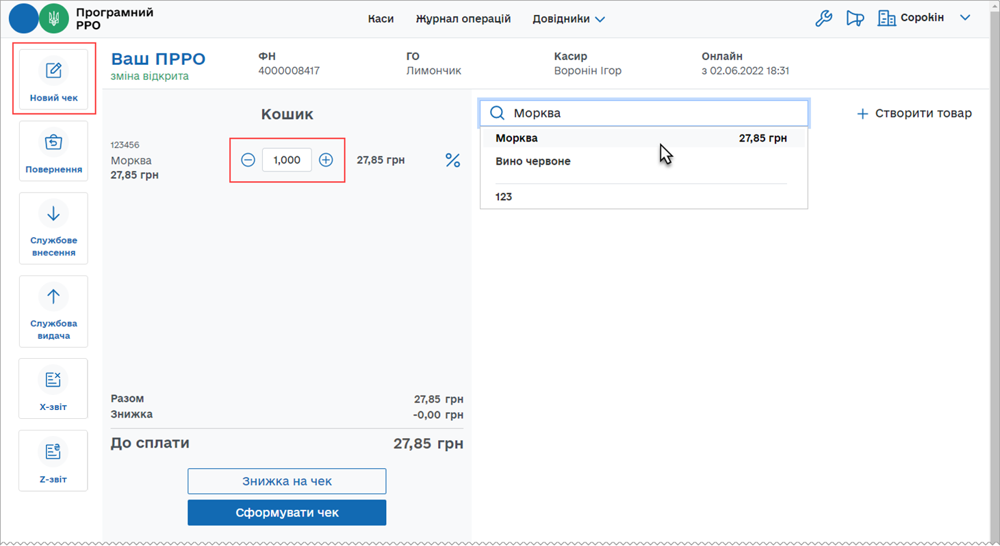 Програмний
РРО
Каси
Журнал операцій
Довідники
Сорокін
Новий чек
Повернення
Службове
внесення
Службова
видача
X-звіт
Z-звіт
Ваш ПРРО
зміна відкрита
ФН
4000008417
ГО
Лимончик
Касир
Воронін Ігор
Онлайн
з 02.06.2022 18:31
Кошик
123456
Морква
27,85 грн
1,000
27,85 грн
%
Разом 27,85 грн
Знижка -0,00 грн
До сплати 27,85 грн
Знижка на чек
Сформувати чек
Морква
Морква 27,85 грн
Вино червоне
123
Створити товар